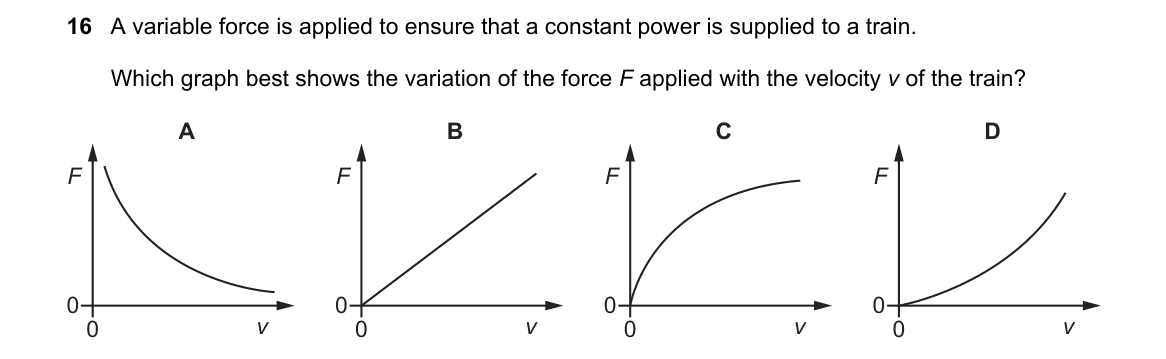 16 A variable force is applied to ensure that a constant power is supplied to a train.
Which graph best shows the variation of the force F applied with the velocity v of the train?
A B C D
F F F F
0 0 0 0
0 v 0 v 0 v 0 v